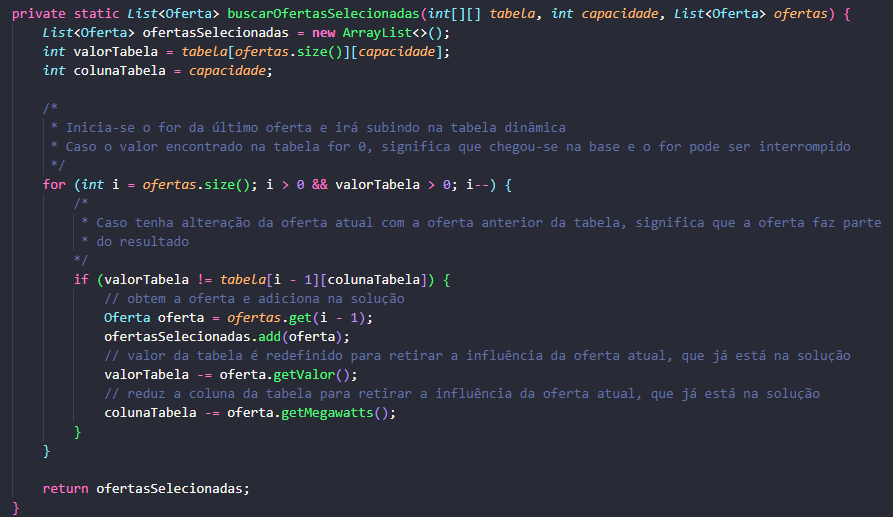 private static List<Oferta> buscarOfertasSelecionadas(int[][] tabela, int capacidade, List<Oferta> ofertas) {
    List<Oferta> ofertasSelecionadas = new ArrayList<>();
    int valorTabela = tabela[ofertas.size()][capacidade];
    int colunaTabela = capacidade;

    /*
     * Inicia-se o for da último oferta e irá subindo na tabela dinâmica
     * Caso o valor encontrado na tabela for 0, significa que chegou-se na base e o for pode ser interrompido
     */
    for (int i = ofertas.size(); i > 0 && valorTabela > 0; i--) {
        /*
         * Caso tenha alteração da oferta atual com a oferta anterior da tabela, significa que a oferta faz parte
         * do resultado
        */
        if (valorTabela != tabela[i - 1][colunaTabela]) {
            // obtem a oferta e adiciona na solução
            Oferta oferta = ofertas.get(i - 1);
            ofertasSelecionadas.add(oferta);
            // valor da tabela é redefinido para retirar a influência da oferta atual, que já está na solução
            valorTabela -= oferta.getValor();
            // reduz a coluna da tabela para retirar a influência da oferta atual, que já está na solução
            colunaTabela -= oferta.getMegawatts();
        }
    }

    return ofertasSelecionadas;
}